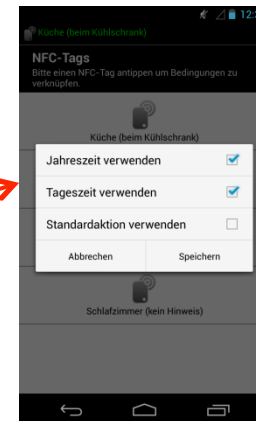 12:
Küche (beim Kühlschrank)
NFC-Tags
Bitte einen NFC-Tag antippen um Bedingungen zu
verknüpfen.
Küche (beim Kühlschrank)
Jahreszeit verwenden
Tageszeit verwenden
Standardaktion verwenden
Abbrechen Speichern
Schlafzimmer (kein Hinweis)